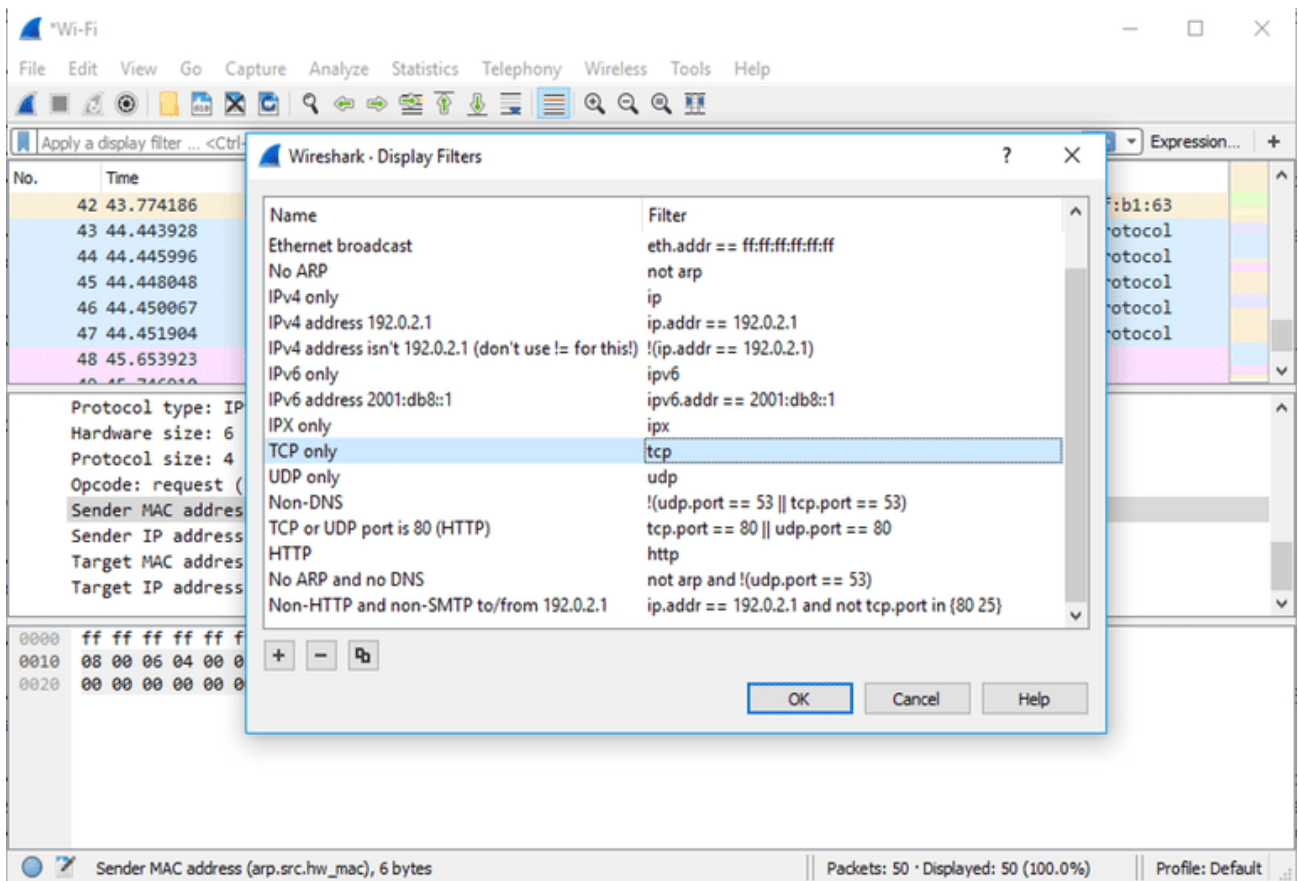 *Wi-Fi
File Edit View Go Capture Analyze Statistics Telephony Wireless Tools Help
Apply a display filter ... <Ctrl- Expression... +
No. Time
42 43.774186 :b1:63
43 44.443928 otocol
44 44.445996 otocol
45 44.448048 otocol
46 44.450067 otocol
47 44.451904 otocol
48 45.653923
Protocol type: IP
Hardware size: 6
Protocol size: 4
Opcode: request (
Sender MAC addres
Sender IP address
Target MAC addres
Target IP address
0000 ff ff ff ff ff f
0010 08 00 06 04 00 0
0020 00 00 00 00 00 0
Wireshark · Display Filters ?
Name Filter
Ethernet broadcast eth.addr == ff:ff:ff:ff:ff:ff
No ARP not arp
IPv4 only ip
IPv4 address 192.0.2.1 ip.addr == 192.0.2.1
IPv4 address isn't 192.0.2.1 (don't use != for this!) !(ip.addr == 192.0.2.1)
IPv6 only ipv6
IPv6 address 2001:db8::1 ipv6.addr == 2001:db8::1
IPX only ipx
TCP only tcp
UDP only udp
Non-DNS !(udp.port == 53 || tcp.port == 53)
TCP or UDP port is 80 (HTTP) tcp.port == 80 || udp.port == 80
HTTP http
No ARP and no DNS not arp and !(udp.port == 53)
Non-HTTP and non-SMTP to/from 192.0.2.1 ip.addr == 192.0.2.1 and not tcp.port in {80 25}
+ −
OK Cancel Help
Sender MAC address (arp.src.hw_mac), 6 bytes Packets: 50 · Displayed: 50 (100.0%) Profile: Default